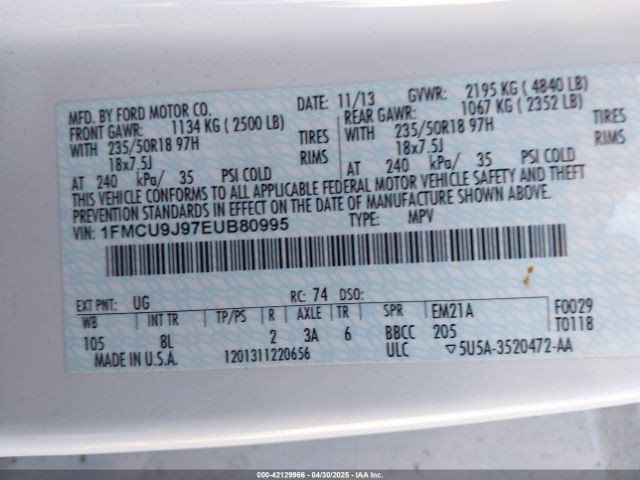 MFD. BY FORD MOTOR CO. DATE: 11/13 GVWR: 2195 KG ( 4840 LB)
FRONT GAWR: 1134 KG ( 2500 LB) REAR GAWR: 1067 KG ( 2352 LB)
WITH 235/50R18 97H TIRES WITH 235/50R18 97H TIRES
18x7.5J RIMS 18x7.5J RIMS
AT 240 kPa/ 35 PSI COLD AT 240 kPa/ 35 PSI COLD
THIS VEHICLE CONFORMS TO ALL APPLICABLE FEDERAL MOTOR VEHICLE SAFETY AND THEFT
PREVENTION STANDARDS IN EFFECT ON THE DATE OF MANUFACTURE SHOWN ABOVE.
VIN: 1FMCU9J97EUB80995 TYPE: MPV
EXT PNT: UG RC: 74 DSO:
WB INT TR TP/PS R AXLE TR SPR EM21A F0029
105 8L 2 3A 6 BBCC 205 T0118
MADE IN U.S.A. 1201311220656 ULC ▽5U5A-3520472-AA
000-42129966 - 04/30/2025 - IAA Inc.